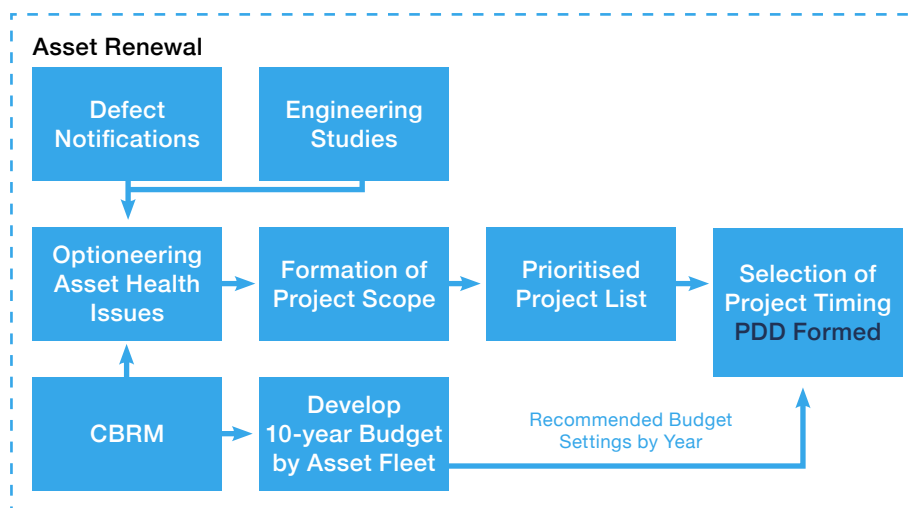 Asset Renewal
Defect
Notifications
Engineering
Studies
Optioneering
Asset Health
Issues
Formation of
Project Scope
Prioritised
Project List
Selection of
Project Timing
PDD Formed
CBRM
Develop
10-year Budget
by Asset Fleet
Recommended Budget
Settings by Year